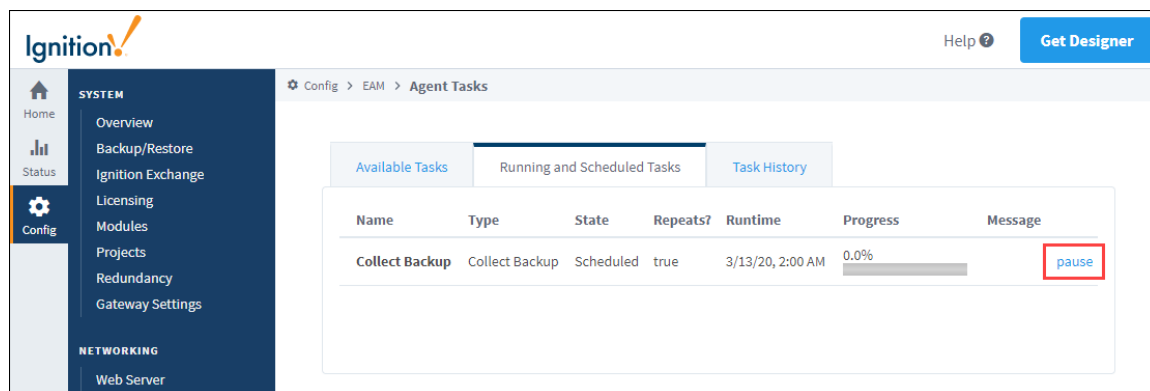 Ignition!
Help ?
Get Designer
Home
Status
Config
SYSTEM
Overview
Backup/Restore
Ignition Exchange
Licensing
Modules
Projects
Redundancy
Gateway Settings
NETWORKING
Web Server
Config > EAM > Agent Tasks
Available Tasks Running and Scheduled Tasks Task History
Name Type State Repeats? Runtime Progress Message
Collect Backup Collect Backup Scheduled true 3/13/20, 2:00 AM 0.0% pause